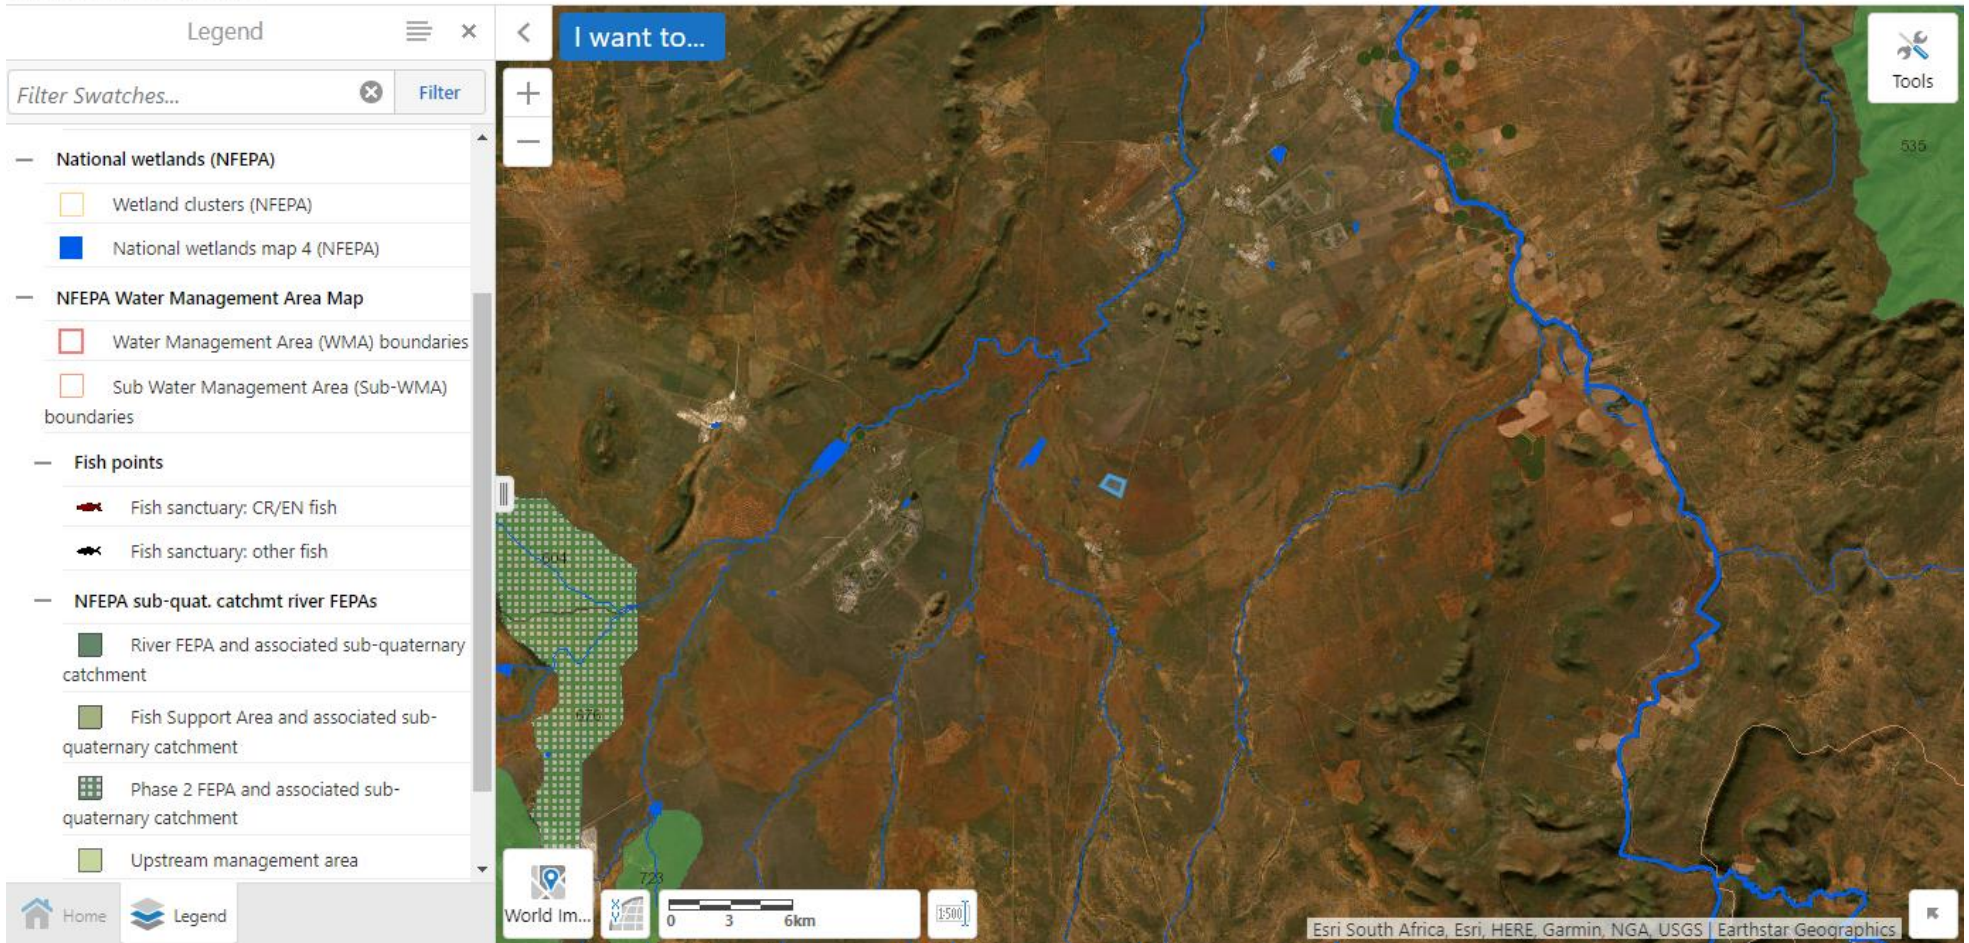 Legend
Filter Swatches...
Filter
National wetlands (NFEPA)
Wetland clusters (NFEPA)
National wetlands map 4 (NFEPA)
NFEPA Water Management Area Map
Water Management Area (WMA) boundaries
Sub Water Management Area (Sub-WMA)
boundaries
Fish points
Fish sanctuary: CR/EN fish
Fish sanctuary: other fish
NFEPA sub-quat. catchmt river FEPAs
River FEPA and associated sub-quaternary
catchment
Fish Support Area and associated sub-
quaternary catchment
Phase 2 FEPA and associated sub-
quaternary catchment
Upstream management area
Home
Legend
I want to...
Tools
535
723
World Im...
X Y
0 3 6km
1:500
Esri South Africa, Esri, HERE, Garmin, NGA, USGS | Earthstar Geographics